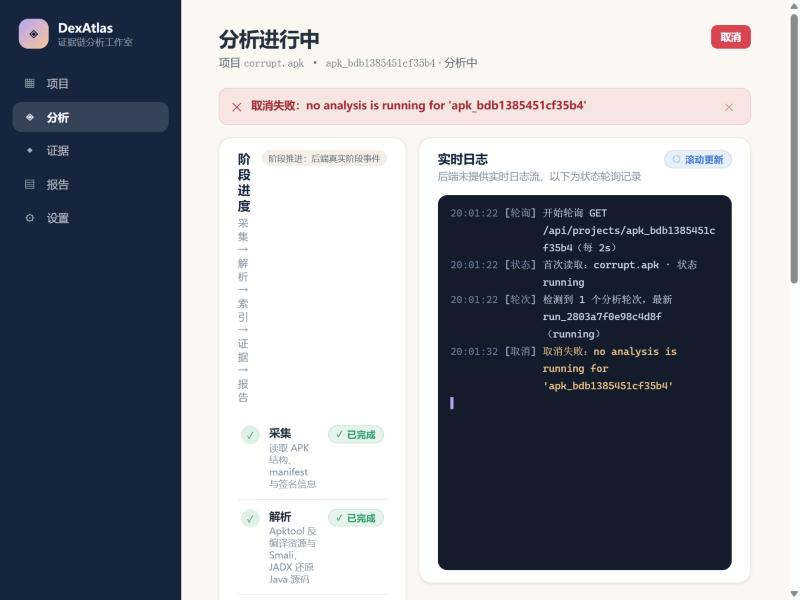 DexAtlas
证据链分析工作室
项目
分析
证据
报告
设置
分析进行中
项目 corrupt.apk • apk_bdb1385451cf35b4 · 分析中
取消
取消失败：no analysis is running for 'apk_bdb1385451cf35b4'
阶段进度
阶段推进：后端真实阶段事件
采集→解析→索引→证据→报告
采集
✓ 已完成
读取 APK
结构、
manifest
与签名信息
解析
✓ 已完成
Apktool 反
编译资源与
Smali，
JADX 还原
Java 源码
实时日志
滚动更新
后端未提供实时日志流，以下为状态轮询记录
20:01:22 [轮询] 开始轮询 GET
/api/projects/apk_bdb1385451c
f35b4（每 2s）
20:01:22 [状态] 首次读取：corrupt.apk · 状态
running
20:01:22 [轮次] 检测到 1 个分析轮次，最新
run_2803a7f0e98c4d8f
（running）
20:01:32 [取消] 取消失败：no analysis is
running for
'apk_bdb1385451cf35b4'